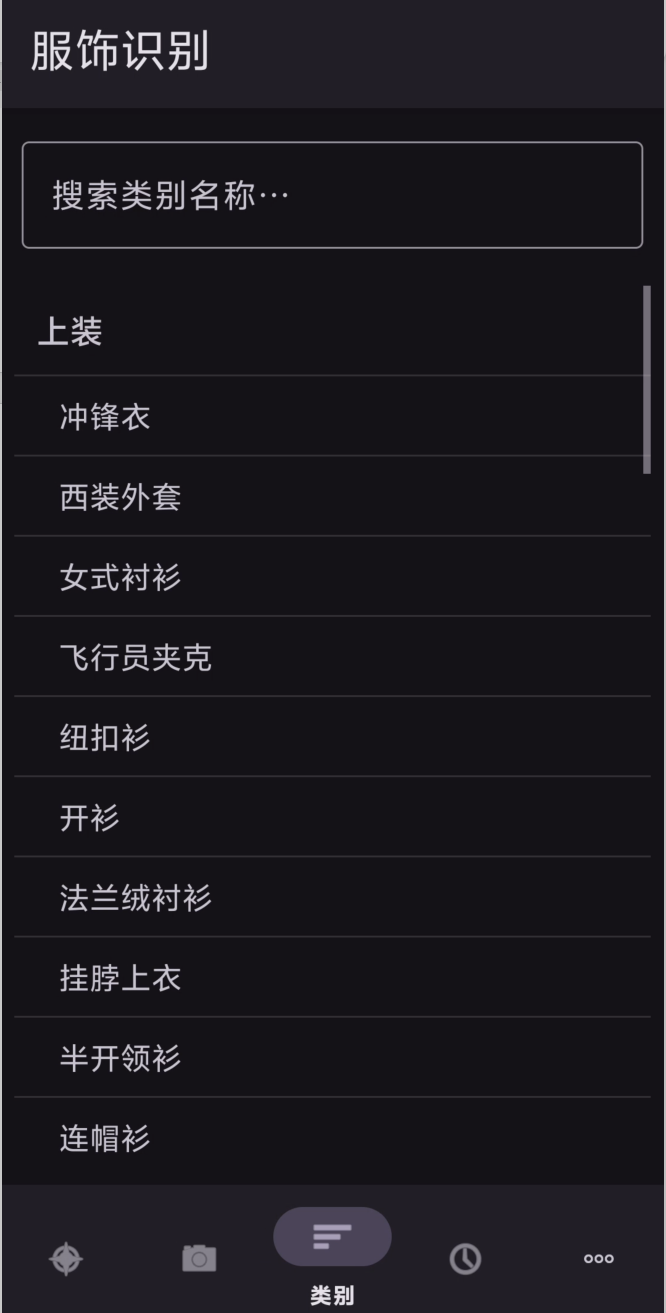 服饰识别
搜索类别名称…
上装
冲锋衣
西装外套
女式衬衫
飞行员夹克
纽扣衫
开衫
法兰绒衬衫
挂脖上衣
半开领衫
连帽衫
类别